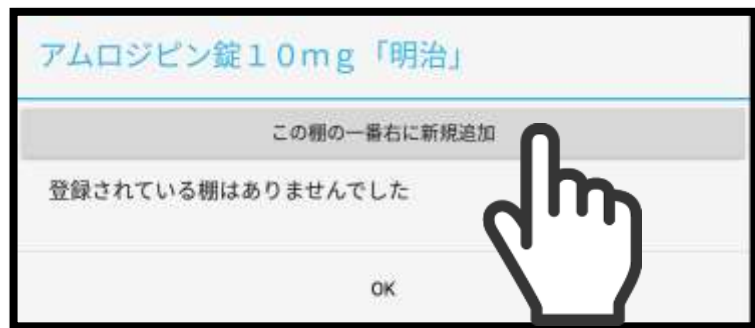 アムロジピン錠１０ｍｇ「明治」
この棚の一番右に新規追加
登録されている棚はありませんでした
OK